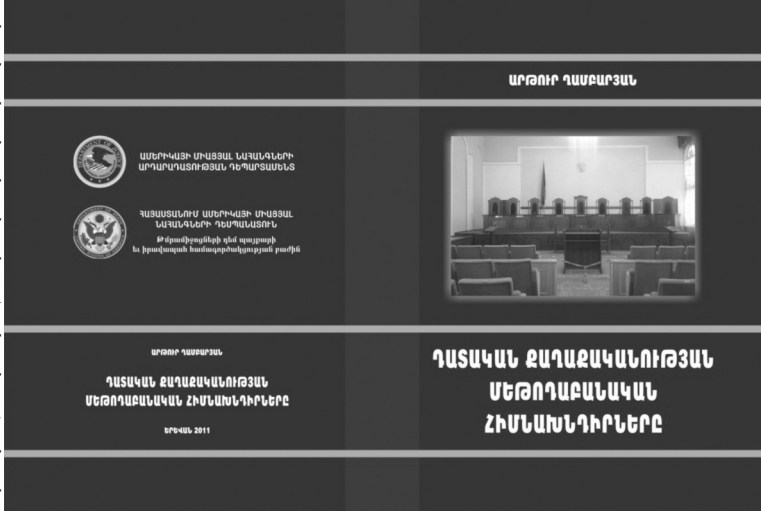 ԱՄԵՐԻԿԱՅԻ ՄԻԱՑՅԱԼ ՆԱՀԱՆԳՆԵՐԻ
ԱՐԴԱՐԱԴԱՏՈՒԹՅԱՆ ԴԵՊԱՐՏԱՄԵՆՏ
ՀԱՅԱՍՏԱՆՈՒՄ ԱՄԵՐԻԿԱՅԻ ՄԻԱՑՅԱԼ
ՆԱՀԱՆԳՆԵՐԻ ԴԵՍՊԱՆԱՏՈՒՆ
Թմրամիջոցների դեմ պայքարի
եւ իրավապահ համագործակցության բաժին
ԱՐԹՈՒՐ ՂԱՄԲԱՐՅԱՆ
ԴԱՏԱԿԱՆ ՔԱՂԱՔԱԿԱՆՈՒԹՅԱՆ
ՄԵԹՈԴԱԲԱՆԱԿԱՆ ՀԻՄՆԱԽՆԴԻՐՆԵՐԸ
ԵՐԵՎԱՆ 2011
ԱՐԹՈՒՐ ՂԱՄԲԱՐՅԱՆ
ԴԱՏԱԿԱՆ ՔԱՂԱՔԱԿԱՆՈՒԹՅԱՆ
ՄԵԹՈԴԱԲԱՆԱԿԱՆ
ՀԻՄՆԱԽՆԴԻՐՆԵՐԸ